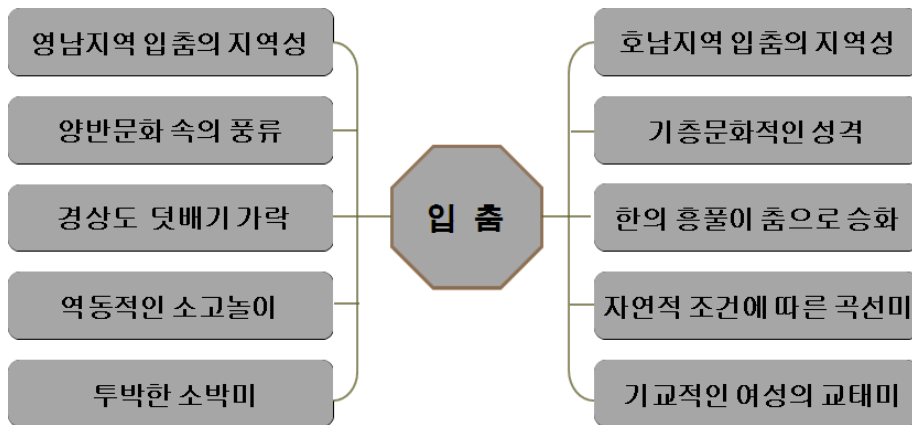 영남지역 입춤의 지역성
양반문화 속의 풍류
경상도 덧배기 가락
역동적인 소고놀이
투박한 소박미
입 춤
호남지역 입춤의 지역성
기층문화적인 성격
한의 흥풀이 춤으로 승화
자연적 조건에 따른 곡선미
기교적인 여성의 교태미